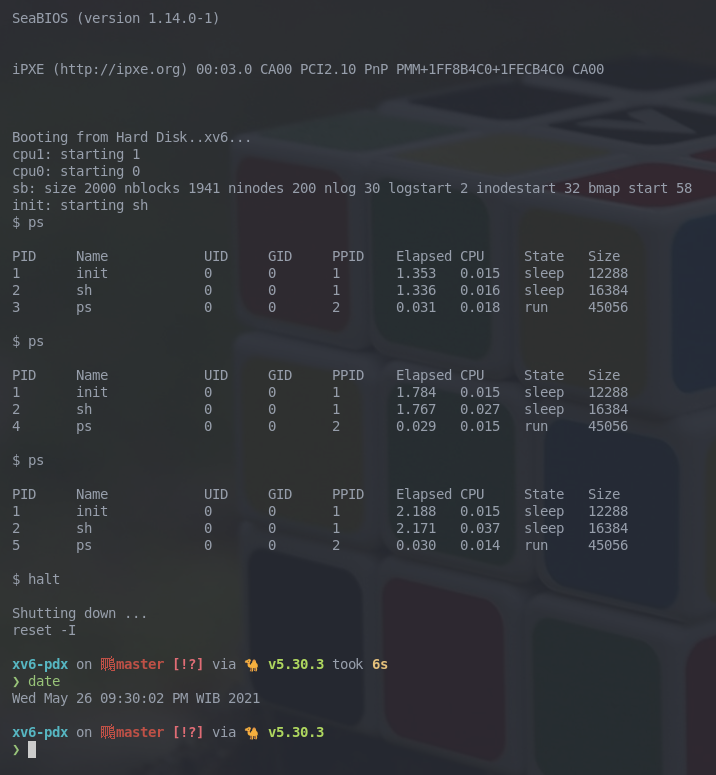 SeaBIOS (version 1.14.0-1)
iPXE (http://ipxe.org) 00:03.0 CA00 PCI2.10 PnP PMM+1FF8B4C0+1FECB4C0 CA00
Booting from Hard Disk..xv6...
cpu1: starting 1
cpu0: starting 0
sb: size 2000 nblocks 1941 ninodes 200 nlog 30 logstart 2 inodestart 32 bmap start 58
init: starting sh
$ ps
PID Name UID GID PPID Elapsed CPU State Size
1 init 0 0 1 1.353 0.015 sleep 12288
2 sh 0 0 1 1.336 0.016 sleep 16384
3 ps 0 0 2 0.031 0.018 run 45056
$ ps
PID Name UID GID PPID Elapsed CPU State Size
1 init 0 0 1 1.784 0.015 sleep 12288
2 sh 0 0 1 1.767 0.027 sleep 16384
4 ps 0 0 2 0.029 0.015 run 45056
$ ps
PID Name UID GID PPID Elapsed CPU State Size
1 init 0 0 1 2.188 0.015 sleep 12288
2 sh 0 0 1 2.171 0.037 sleep 16384
5 ps 0 0 2 0.030 0.014 run 45056
$ halt
Shutting down ...
reset -I
xv6-pdx on master [!?] via 🐪 v5.30.3 took 6s
❯ date
Wed May 26 09:30:02 PM WIB 2021
xv6-pdx on master [!?] via 🐪 v5.30.3
❯